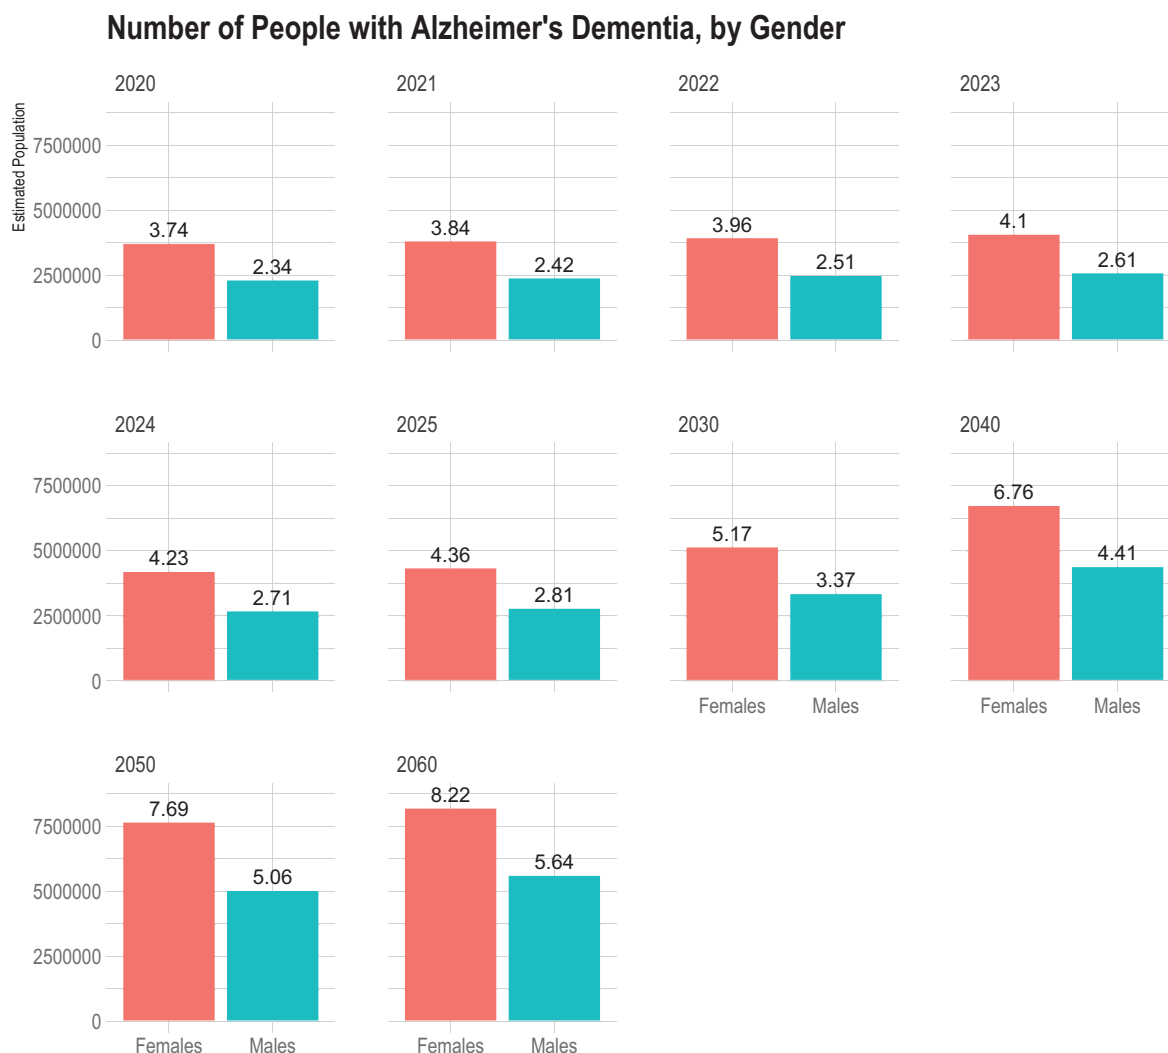 Number of People with Alzheimer's Dementia, by Gender
2020 2021 2022 2023
Estimated Population
7500000
5000000
2500000
0
3.74 2.34 3.84 2.42 3.96 2.51 4.1 2.61
2024 2025 2030 2040
7500000
5000000
2500000
0
4.23 2.71 4.36 2.81 5.17 3.37 6.76 4.41
Females Males Females Males
2050 2060
7500000
5000000
2500000
0
7.69 5.06 8.22 5.64
Females Males Females Males